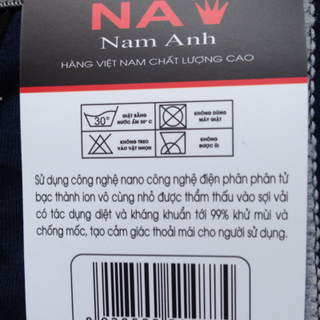 NA
Nam Anh
HÀNG VIỆT NAM CHẤT LƯỢNG CAO
GIẶT BẰNG
NƯỚC ẤM 30° C
KHÔNG DÙNG
MÁY GIẶT
30°
KHÔNG TREO
VÀO VẬT NHỌN
KHÔNG
ĐƯỢC ỦI
Sử dụng công nghệ nano công nghệ điện phân phân tử
bạc thành ion vô cùng nhỏ được thẩm thấu vào sợi vải
có tác dụng diệt và kháng khuẩn tới 99% khử mùi và
chống mốc, tạo cảm giác thoải mái cho người sử dụng.